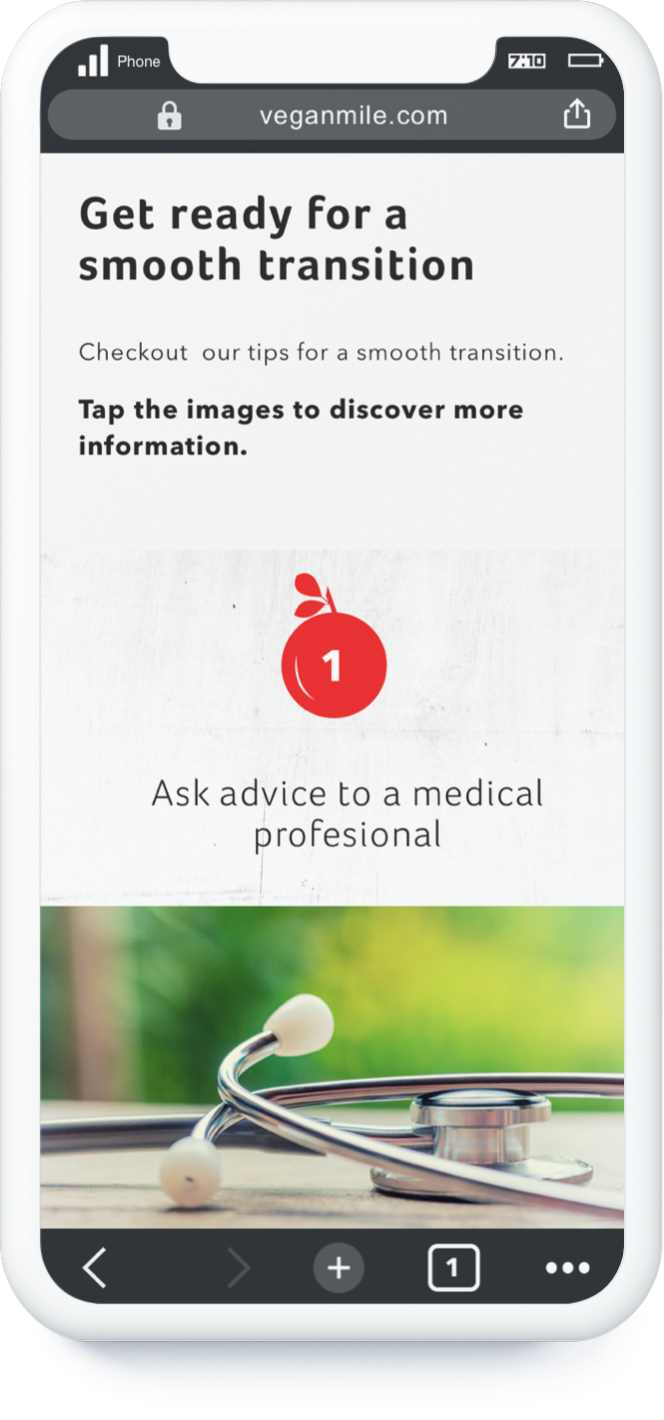 Phone
7:10
veganmile.com
Get ready for a
smooth transition
Checkout  our tips for a smooth transition.
Tap the images to discover more
information.
1
Ask advice to a medical
profesional
1